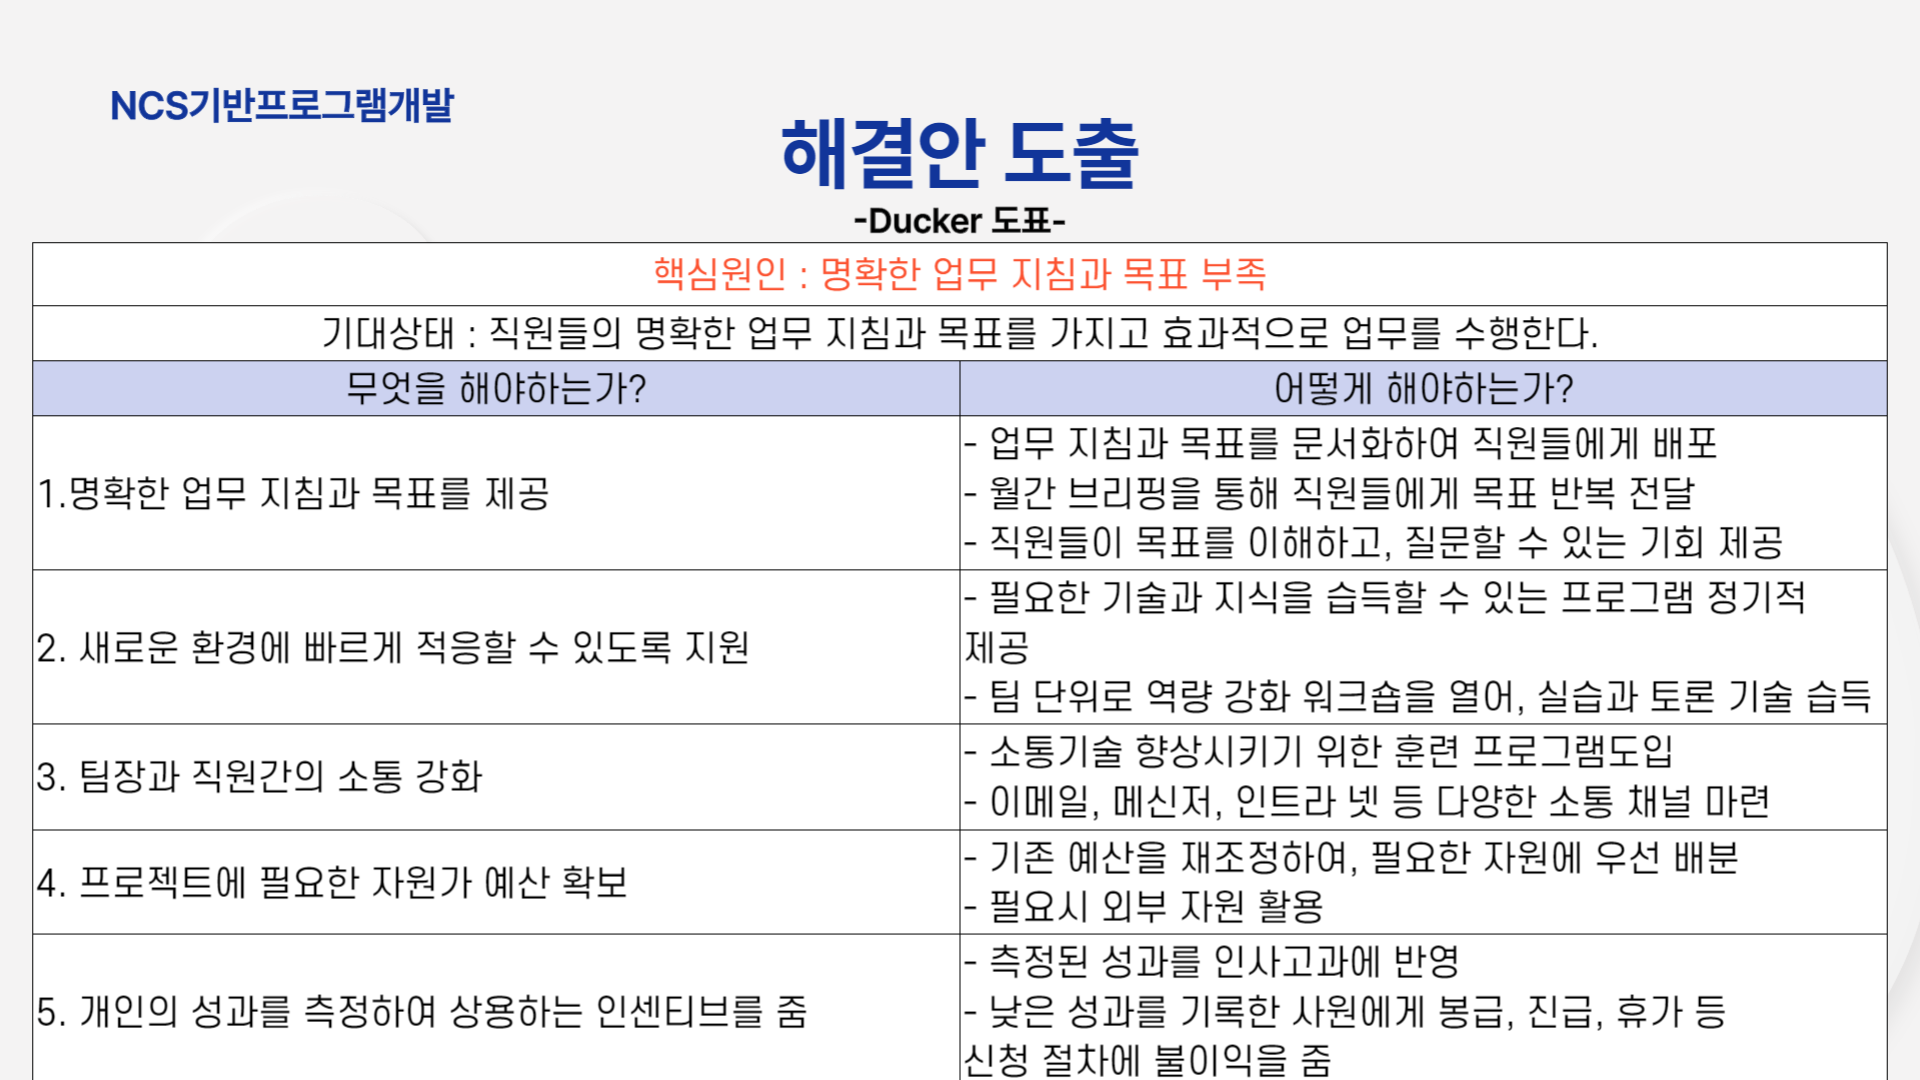 NCS기반프로그램개발
해결안 도출
-Ducker 도표-
핵심원인 : 명확한 업무 지침과 목표 부족
기대상태 : 직원들의 명확한 업무 지침과 목표를 가지고 효과적으로 업무를 수행한다.
무엇을 해야하는가?
어떻게 해야하는가?
1.명확한 업무 지침과 목표를 제공
- 업무 지침과 목표를 문서화하여 직원들에게 배포
- 월간 브리핑을 통해 직원들에게 목표 반복 전달
- 직원들이 목표를 이해하고, 질문할 수 있는 기회 제공
2. 새로운 환경에 빠르게 적응할 수 있도록 지원
- 필요한 기술과 지식을 습득할 수 있는 프로그램 정기적
제공
- 팀 단위로 역량 강화 워크숍을 열어, 실습과 토론 기술 습득
3. 팀장과 직원간의 소통 강화
- 소통기술 향상시키기 위한 훈련 프로그램도입
- 이메일, 메신저, 인트라 넷 등 다양한 소통 채널 마련
4. 프로젝트에 필요한 자원가 예산 확보
- 기존 예산을 재조정하여, 필요한 자원에 우선 배분
- 필요시 외부 자원 활용
5. 개인의 성과를 측정하여 상용하는 인센티브를 줌
- 측정된 성과를 인사고과에 반영
- 낮은 성과를 기록한 사원에게 봉급, 진급, 휴가 등
신청 절차에 불이익을 줌